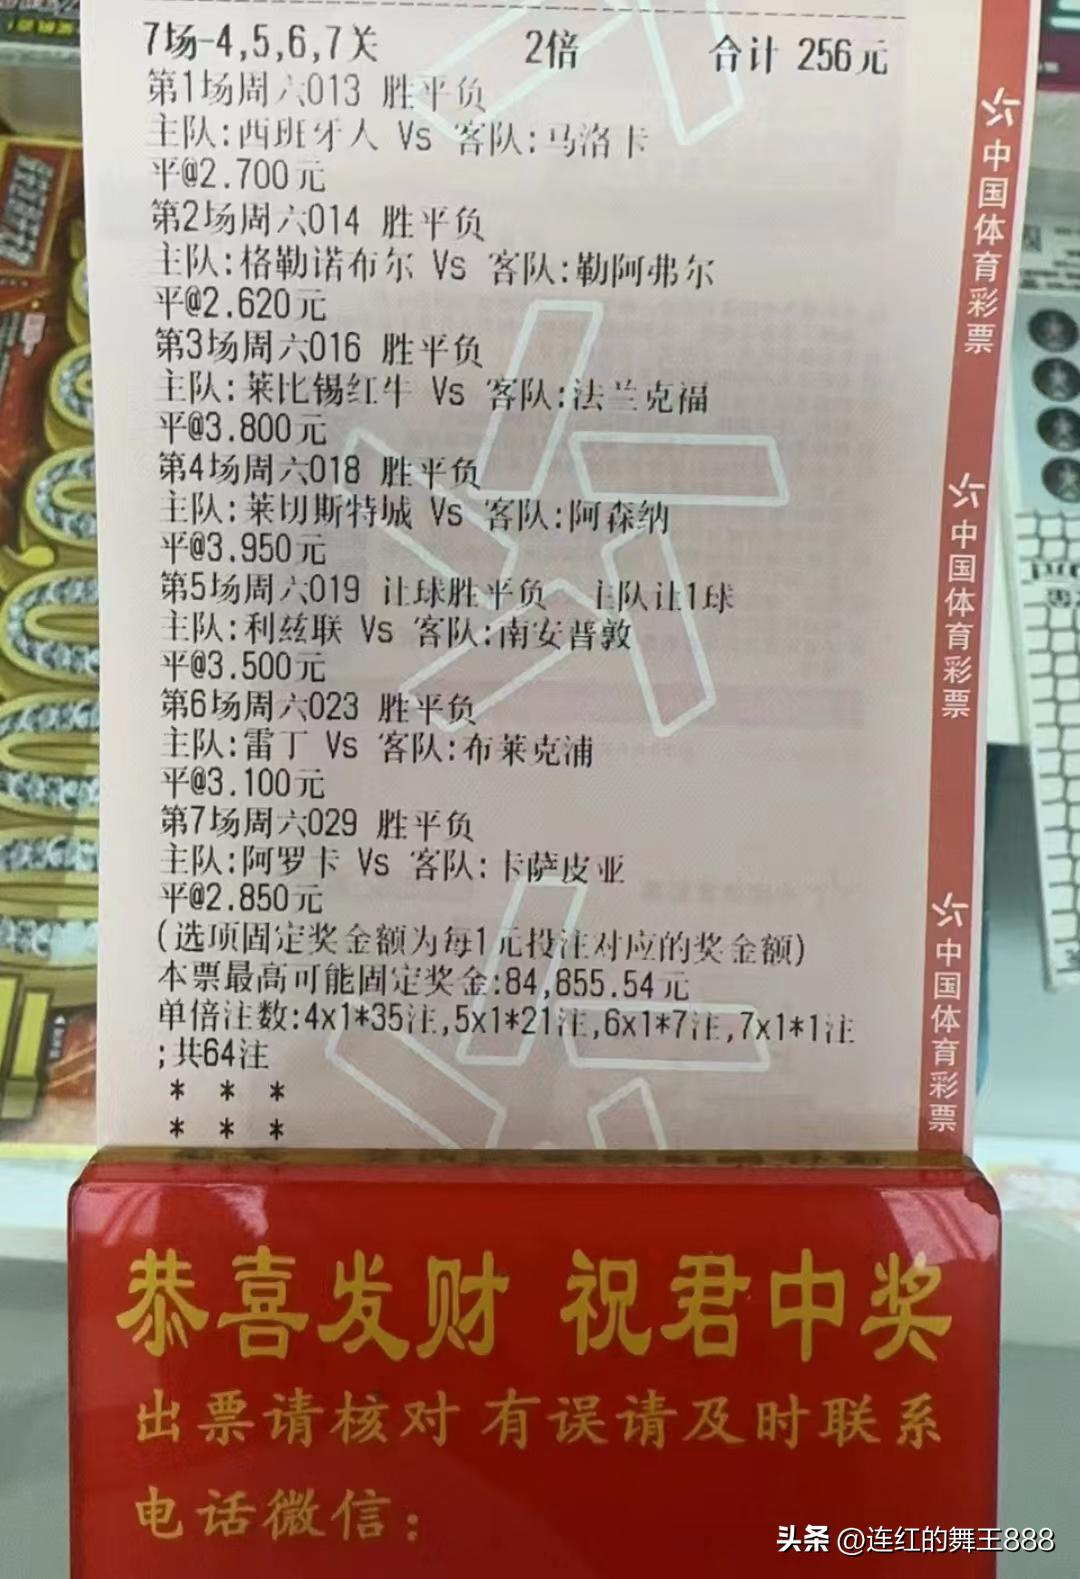 7场-4,5,6,7关 2倍 合计 256元
第1场周六013 胜平负
主队:西班牙人 Vs 客队:马洛卡
平@2.700元
第2场周六014 胜平负
主队:格勒诺布尔 Vs 客队:勒阿弗尔
平@2.620元
第3场周六016 胜平负
主队:莱比锡红牛 Vs 客队:法兰克福
平@3.800元
第4场周六018 胜平负
主队:莱切斯特城 Vs 客队:阿森纳
平@3.950元
第5场周六019 让球胜平负 主队让1球
主队:利兹联 Vs 客队:南安普敦
平@3.500元
第6场周六023 胜平负
主队:雷丁 Vs 客队:布莱克浦
平@3.100元
第7场周六029 胜平负
主队:阿罗卡 Vs 客队:卡萨皮亚
平@2.850元
(选项固定奖金额为每1元投注对应的奖金额)
本票最高可能固定奖金:84,855.54元
单倍注数:4x1*35注,5x1*21注,6x1*7注,7x1*1注
;共64注
* * *
* * *
中国体育彩票
中国体育彩票
中国体育彩票
恭喜发财 祝君中奖
出票请核对 有误请及时联系
电话微信:
头条 @连红的舞王888